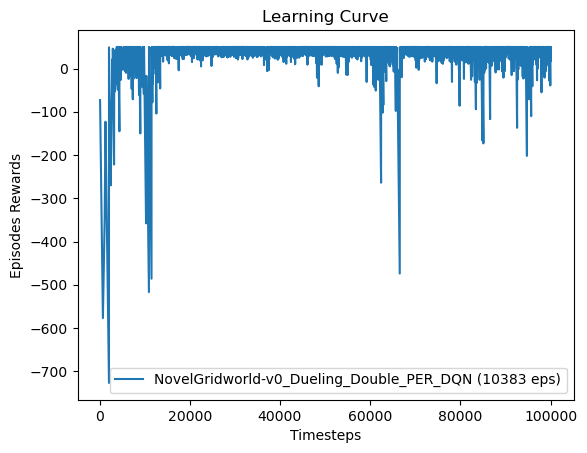 Learning Curve
Episodes Rewards
0
−100
−200
−300
−400
−500
−600
−700
NovelGridworld-v0_Dueling_Double_PER_DQN (10383 eps)
0 20000 40000 60000 80000 100000
Timesteps